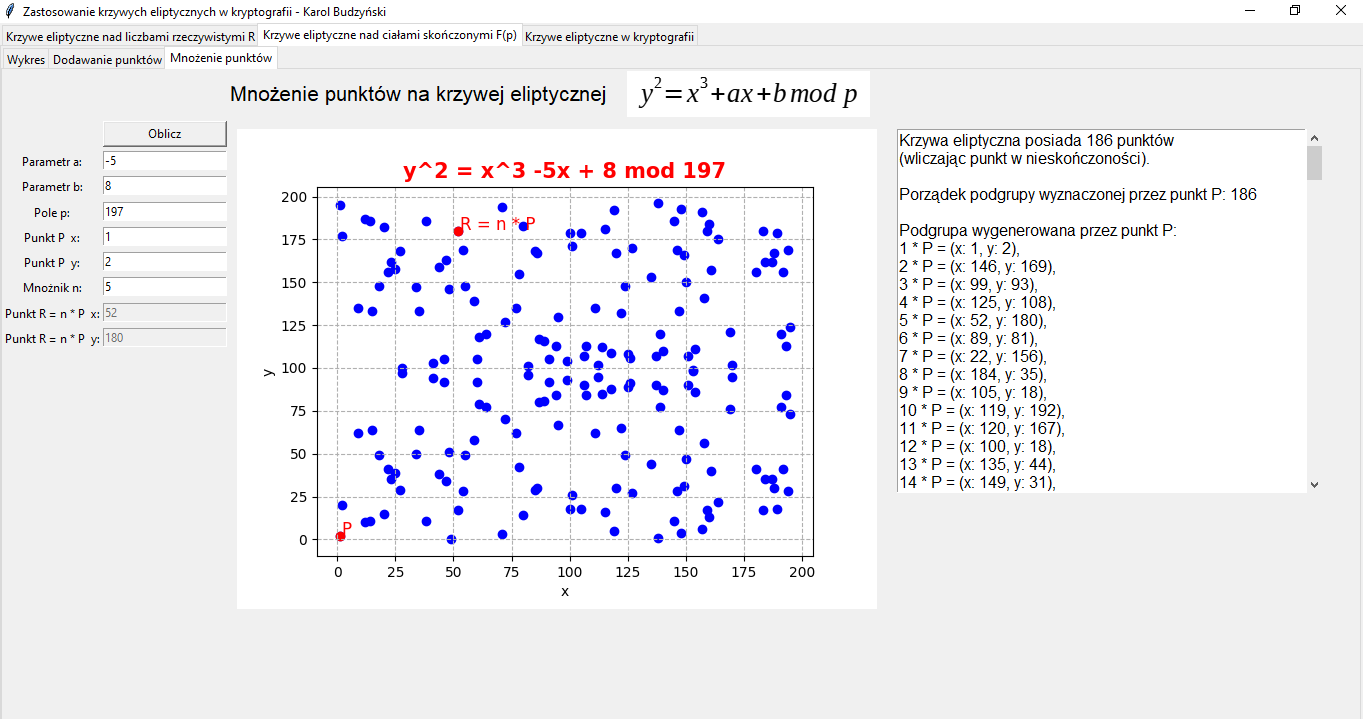 Zastosowanie krzywych eliptycznych w kryptografii - Karol Budzyński
Krzywe eliptyczne nad liczbami rzeczywistymi R
Krzywe eliptyczne nad ciałami skończonymi F(p)
Krzywe eliptyczne w kryptografii
Wykres
Dodawanie punktów
Mnożenie punktów
Mnożenie punktów na krzywej eliptycznej
y²=x³+ax+b mod p
Oblicz
Parametr a: -5
Parametr b: 8
Pole p: 197
Punkt P x: 1
Punkt P y: 2
Mnożnik n: 5
Punkt R = n * P x: 52
Punkt R = n * P y: 180
y^2 = x^3 -5x + 8 mod 197
200
175
150
125
100
75
50
25
0
y
R = n * P
P
0 25 50 75 100 125 150 175 200
x
Krzywa eliptyczna posiada 186 punktów
(wliczając punkt w nieskończoności).
Porządek podgrupy wyznaczonej przez punkt P: 186
Podgrupa wygenerowana przez punkt P:
1 * P = (x: 1, y: 2),
2 * P = (x: 146, y: 169),
3 * P = (x: 99, y: 93),
4 * P = (x: 125, y: 108),
5 * P = (x: 52, y: 180),
6 * P = (x: 89, y: 81),
7 * P = (x: 22, y: 156),
8 * P = (x: 184, y: 35),
9 * P = (x: 105, y: 18),
10 * P = (x: 119, y: 192),
11 * P = (x: 120, y: 167),
12 * P = (x: 100, y: 18),
13 * P = (x: 135, y: 44),
14 * P = (x: 149, y: 31),